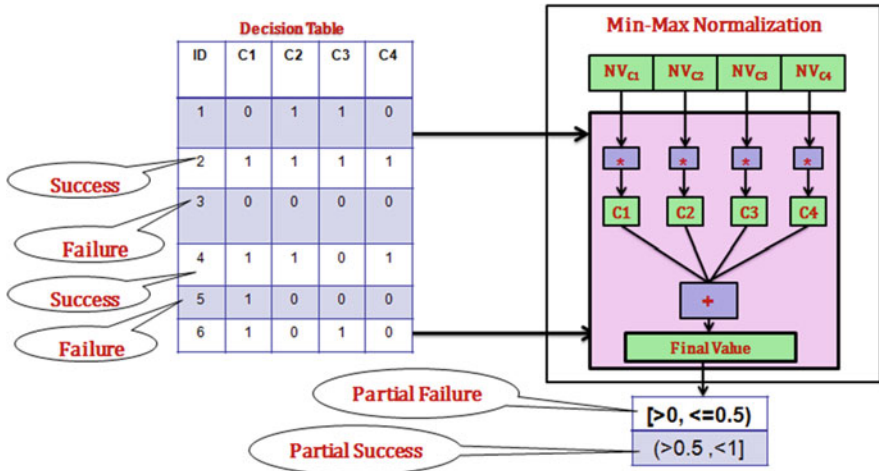 Decision Table
ID C1 C2 C3 C4
1 0 1 1 0
2 1 1 1 1
3 0 0 0 0
4 1 1 0 1
5 1 0 0 0
6 1 0 1 0
Success
Failure
Success
Failure
Min-Max Normalization
NVC1 NVC2 NVC3 NVC4
* * * *
C1 C2 C3 C4
+
Final Value
Partial Failure
[>0, <=0.5)
Partial Success
(>0.5 ,<1]